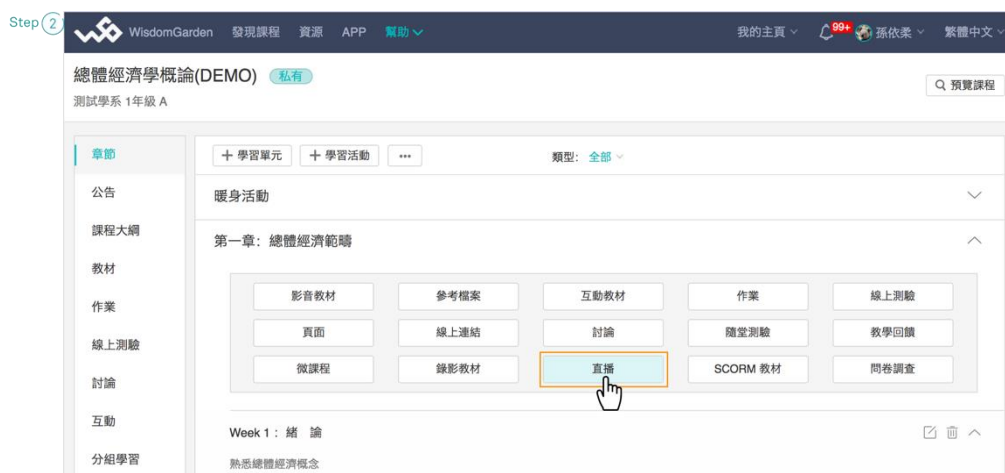 Step 2
WisdomGarden 發現課程 資源 APP 幫助 我的主頁 99+ 孫依柔 繁體中文
總體經濟學概論(DEMO) 私有
測試學系 1年級 A
預覽課程
章節
公告
課程大綱
教材
作業
線上測驗
討論
互動
分組學習
+ 學習單元 + 學習活動 ••• 類型: 全部
暖身活動
第一章: 總體經濟範疇
影音教材 參考檔案 互動教材 作業 線上測驗
頁面 線上連結 討論 隨堂測驗 教學回饋
微課程 錄影教材 直播 SCORM 教材 問卷調查
Week 1 : 緒 論
熟悉總體經濟概念